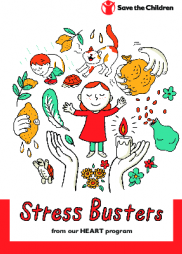 Save the Children
Stress Busters
from our HEART program